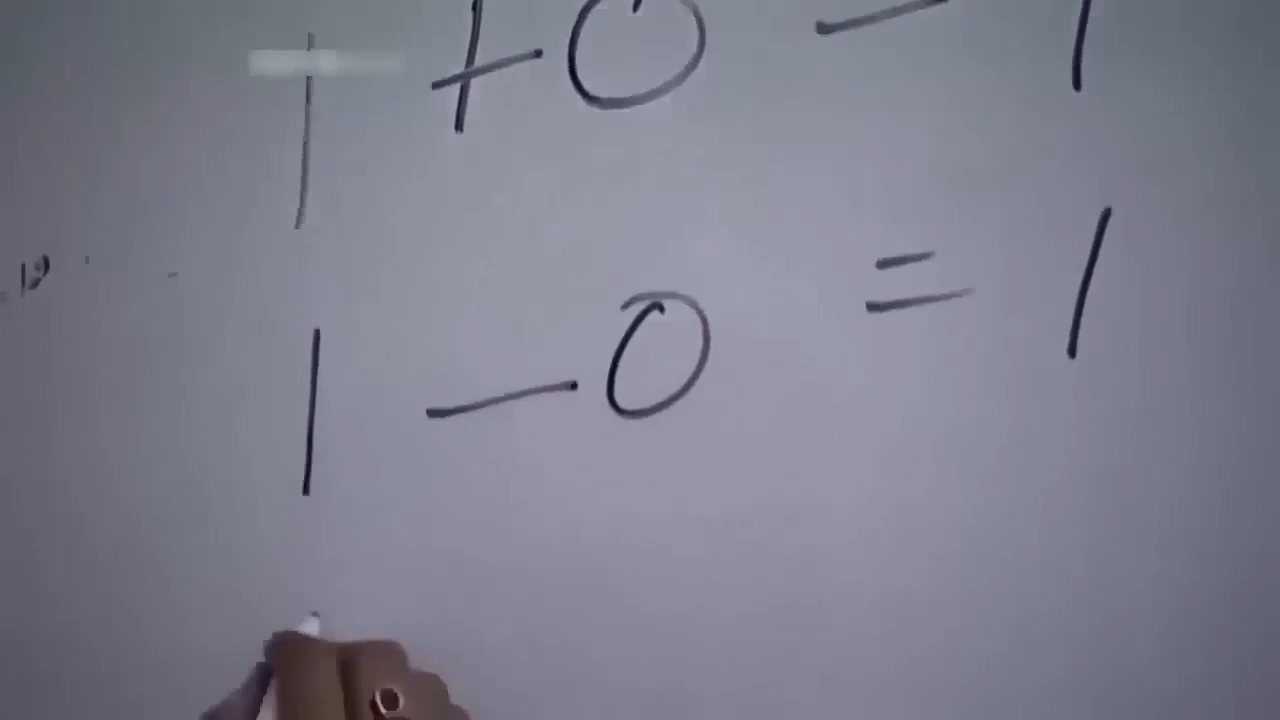 1 + 0 - 1
1 - 0 = 1